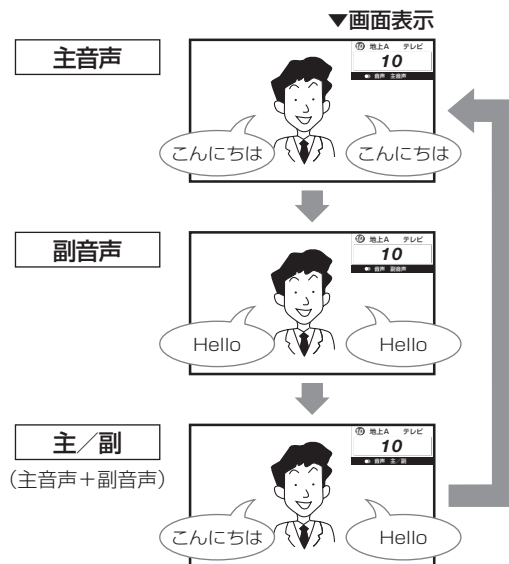 ▼画面表示
主音声
⑩ 地上A テレビ
10
音声 主音声
こんにちは
こんにちは
副音声
⑩ 地上A テレビ
10
音声 副音声
Hello
Hello
主／副
(主音声＋副音声)
⑩ 地上A テレビ
10
音声 主／副
こんにちは
Hello